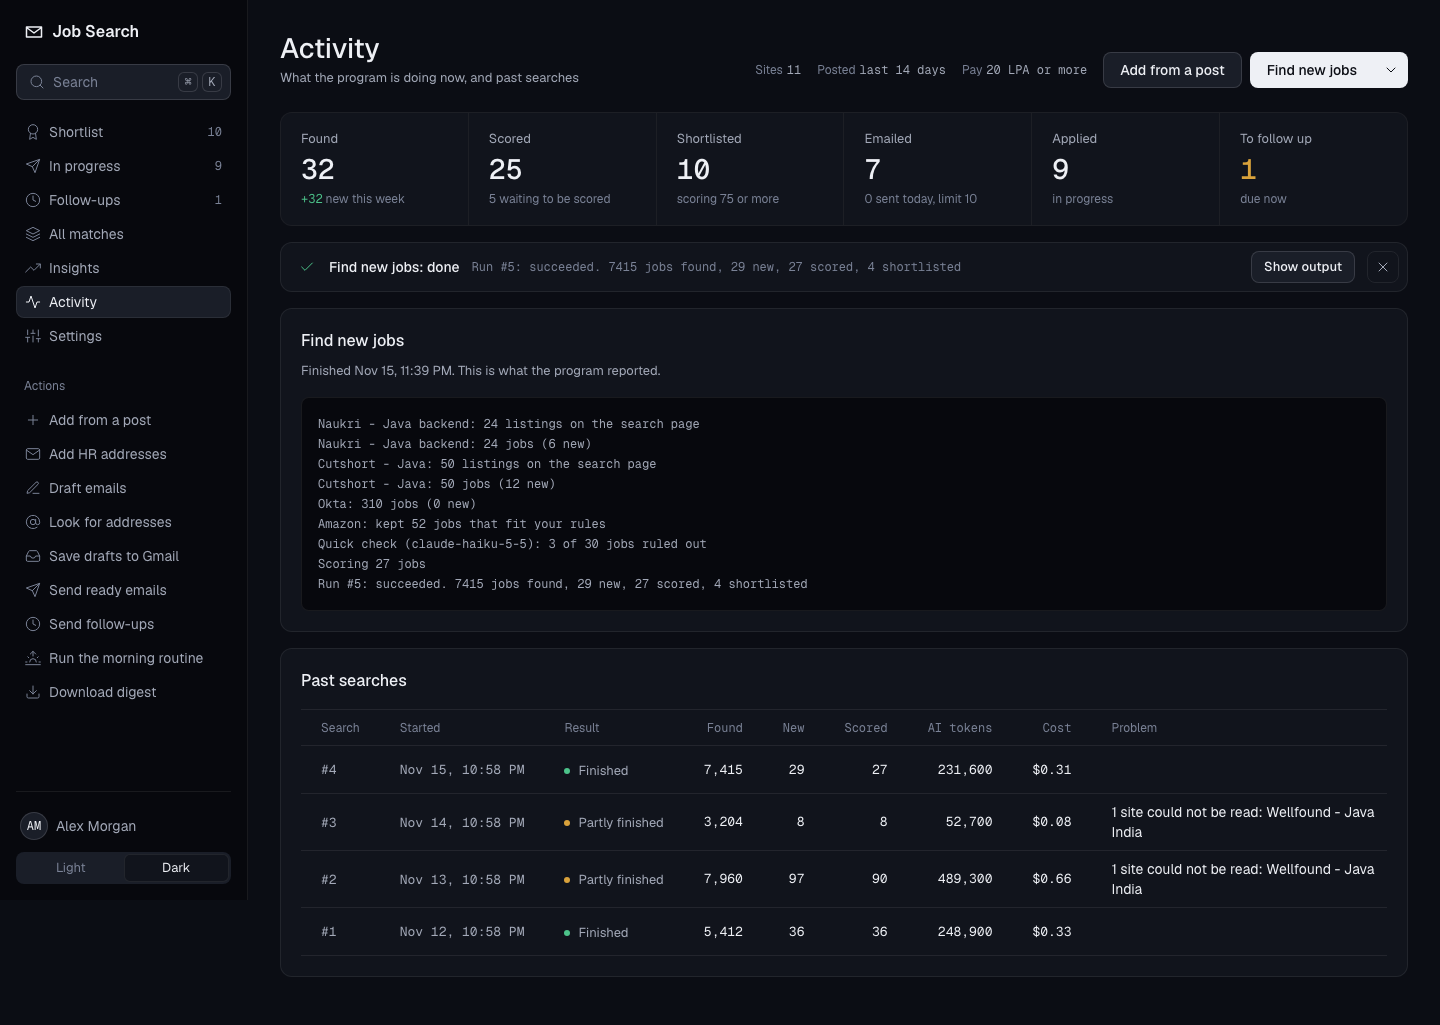 Job Search
Search ⌘ K
Shortlist 10
In progress 9
Follow-ups 1
All matches
Insights
Activity
Settings
Actions
Add from a post
Add HR addresses
Draft emails
Look for addresses
Save drafts to Gmail
Send ready emails
Send follow-ups
Run the morning routine
Download digest
AM Alex Morgan
Light Dark
Activity
What the program is doing now, and past searches
Sites 11 Posted last 14 days Pay 20 LPA or more Add from a post Find new jobs
Found Scored Shortlisted Emailed Applied To follow up
32 25 10 7 9 1
+32 new this week 5 waiting to be scored scoring 75 or more 0 sent today, limit 10 in progress due now
Find new jobs: done Run #5: succeeded. 7415 jobs found, 29 new, 27 scored, 4 shortlisted Show output
Find new jobs
Finished Nov 15, 11:39 PM. This is what the program reported.
Naukri - Java backend: 24 listings on the search page
Naukri - Java backend: 24 jobs (6 new)
Cutshort - Java: 50 listings on the search page
Cutshort - Java: 50 jobs (12 new)
Okta: 310 jobs (0 new)
Amazon: kept 52 jobs that fit your rules
Quick check (claude-haiku-5-5): 3 of 30 jobs ruled out
Scoring 27 jobs
Run #5: succeeded. 7415 jobs found, 29 new, 27 scored, 4 shortlisted
Past searches
Search Started Result Found New Scored AI tokens Cost Problem
#4 Nov 15, 10:58 PM Finished 7,415 29 27 231,600 $0.31
#3 Nov 14, 10:58 PM Partly finished 3,204 8 8 52,700 $0.08 1 site could not be read: Wellfound - Java
India
#2 Nov 13, 10:58 PM Partly finished 7,960 97 90 489,300 $0.66 1 site could not be read: Wellfound - Java
India
#1 Nov 12, 10:58 PM Finished 5,412 36 36 248,900 $0.33